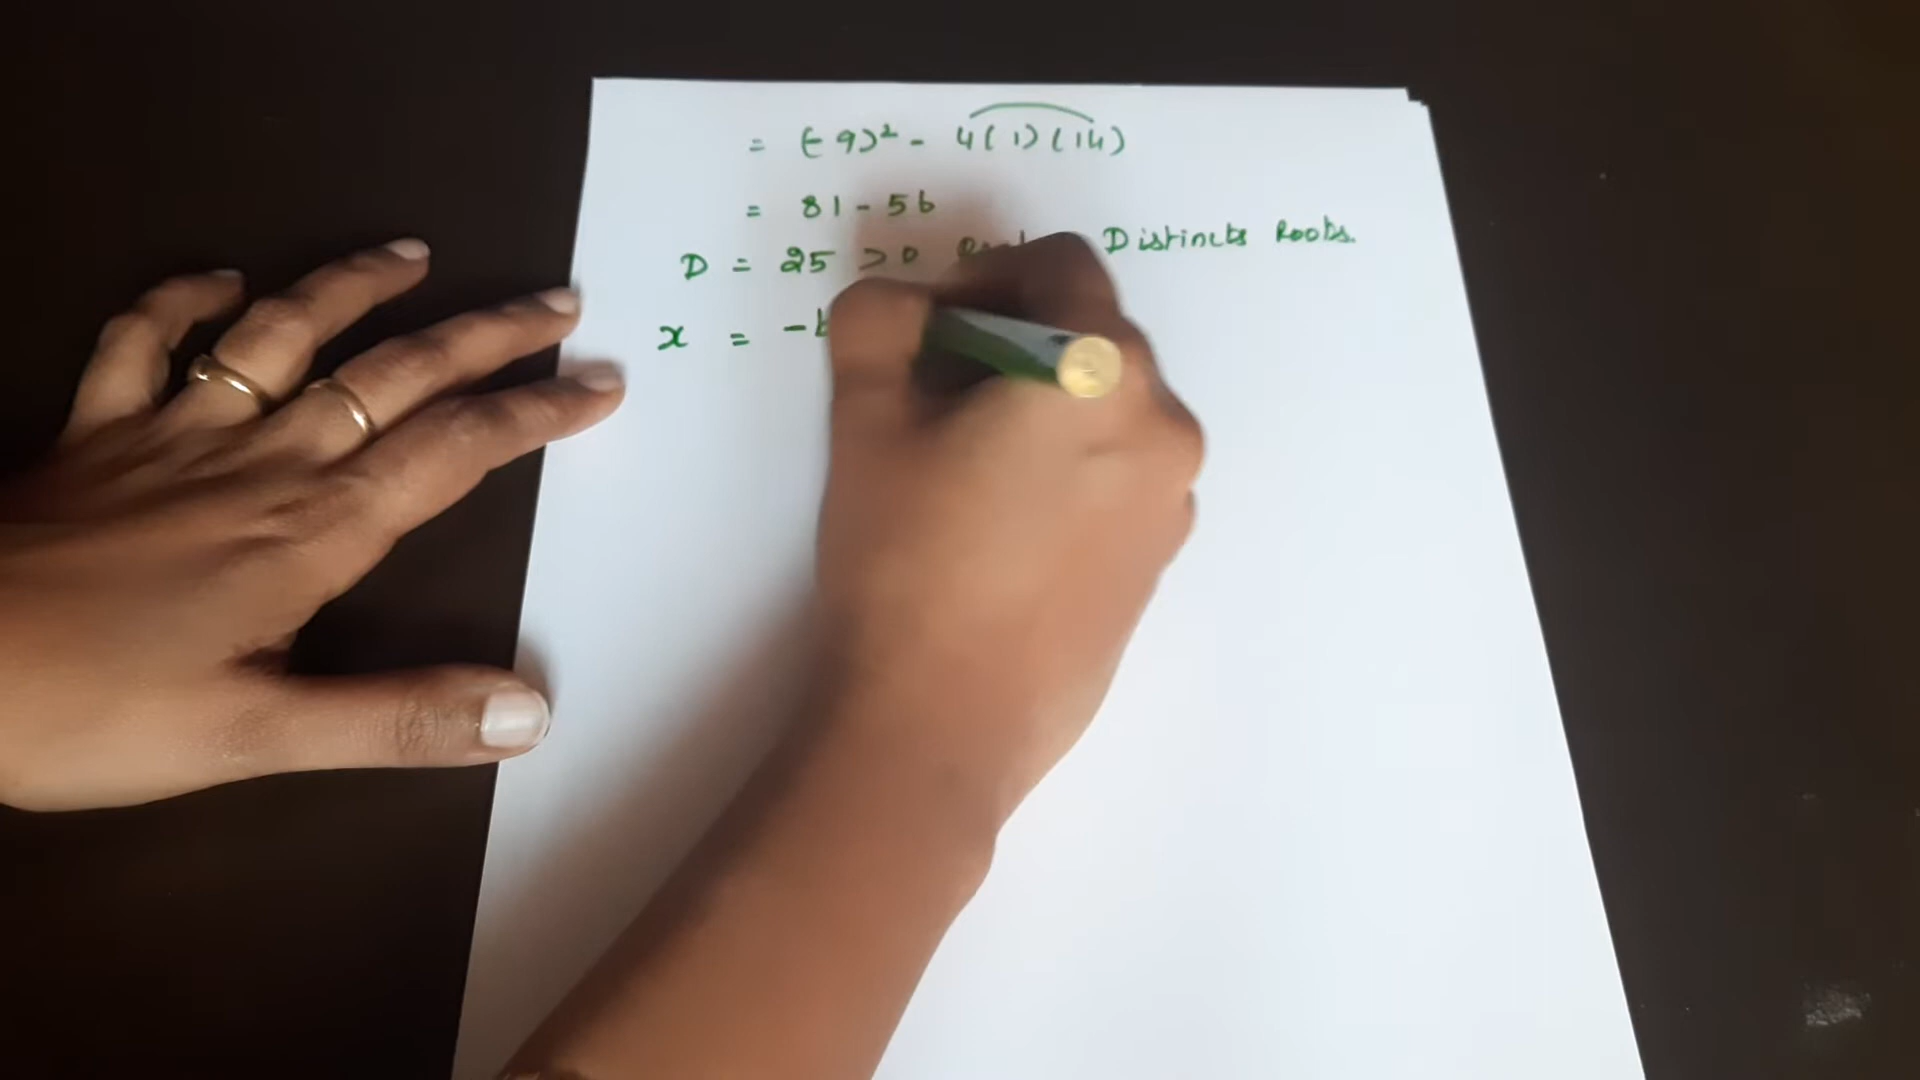 = (-9)² - 4(1)(14)
= 81 - 56
D = 25 > 0 Distincts Roots.
x = -b